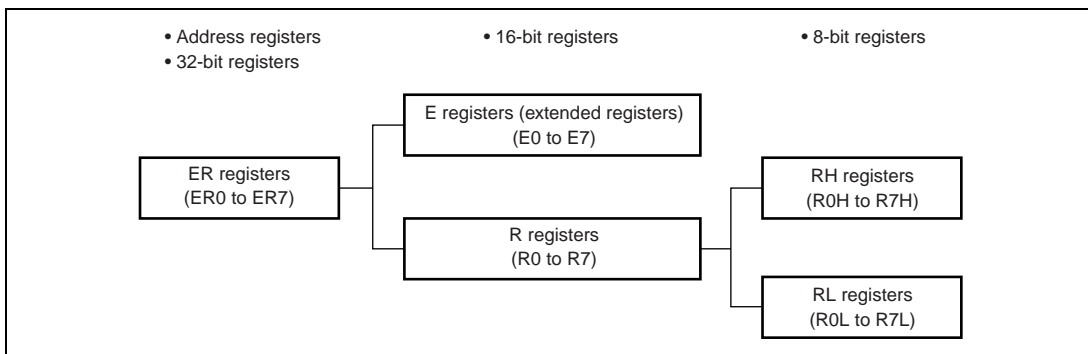 • Address registers
• 32-bit registers
• 16-bit registers
• 8-bit registers
E registers (extended registers)
(E0 to E7)
ER registers
(ER0 to ER7)
RH registers
(R0H to R7H)
R registers
(R0 to R7)
RL registers
(R0L to R7L)